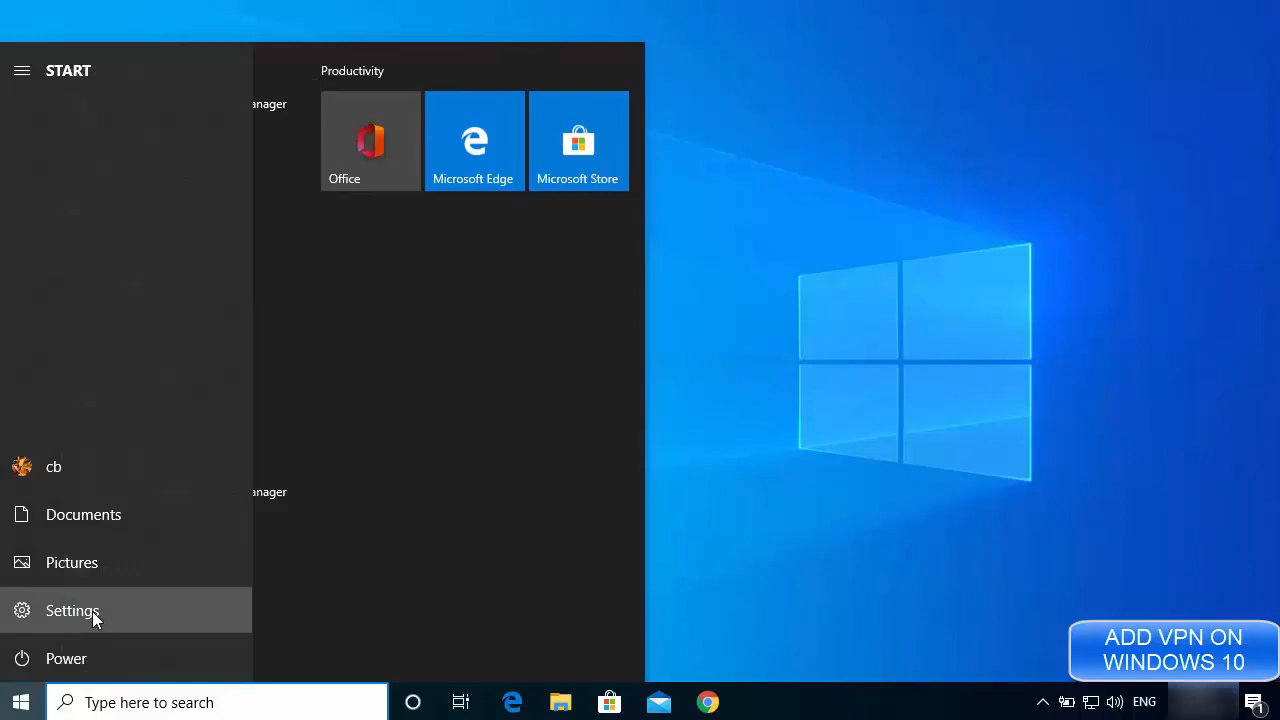 START
Productivity
anager
Office
Microsoft Edge
Microsoft Store
cb
Documents
anager
Pictures
Settings
Power
ADD VPN ON
WINDOWS 10
Type here to search
ENG
1